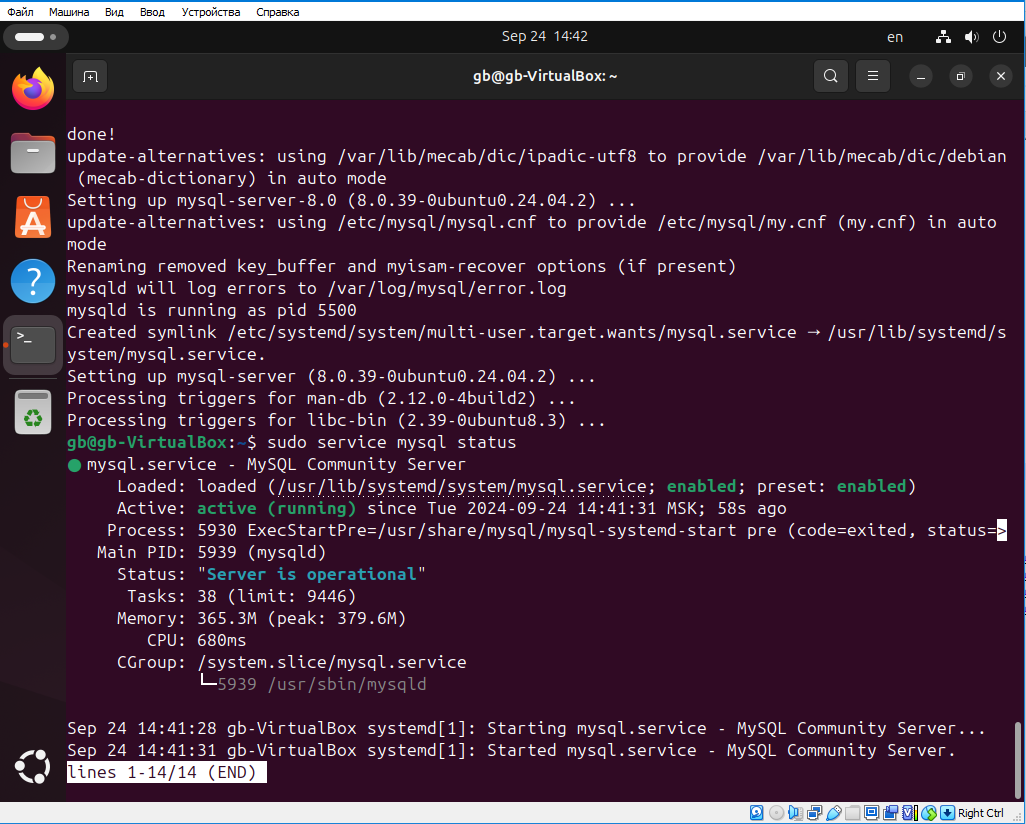 Файл Машина Вид Ввод Устройства Справка
Sep 24 14:42
en
gb@gb-VirtualBox: ~
done!
update-alternatives: using /var/lib/mecab/dic/ipadic-utf8 to provide /var/lib/mecab/dic/debian
 (mecab-dictionary) in auto mode
Setting up mysql-server-8.0 (8.0.39-0ubuntu0.24.04.2) ...
update-alternatives: using /etc/mysql/mysql.cnf to provide /etc/mysql/my.cnf (my.cnf) in auto
mode
Renaming removed key_buffer and myisam-recover options (if present)
mysqld will log errors to /var/log/mysql/error.log
mysqld is running as pid 5500
Created symlink /etc/systemd/system/multi-user.target.wants/mysql.service → /usr/lib/systemd/s
ystem/mysql.service.
Setting up mysql-server (8.0.39-0ubuntu0.24.04.2) ...
Processing triggers for man-db (2.12.0-4build2) ...
Processing triggers for libc-bin (2.39-0ubuntu8.3) ...
gb@gb-VirtualBox:~$ sudo service mysql status
● mysql.service - MySQL Community Server
     Loaded: loaded (/usr/lib/systemd/system/mysql.service; enabled; preset: enabled)
     Active: active (running) since Tue 2024-09-24 14:41:31 MSK; 58s ago
    Process: 5930 ExecStartPre=/usr/share/mysql/mysql-systemd-start pre (code=exited, status=>
   Main PID: 5939 (mysqld)
     Status: "Server is operational"
      Tasks: 38 (limit: 9446)
     Memory: 365.3M (peak: 379.6M)
        CPU: 680ms
     CGroup: /system.slice/mysql.service
             └─5939 /usr/sbin/mysqld
Sep 24 14:41:28 gb-VirtualBox systemd[1]: Starting mysql.service - MySQL Community Server...
Sep 24 14:41:31 gb-VirtualBox systemd[1]: Started mysql.service - MySQL Community Server.
lines 1-14/14 (END)
Right Ctrl